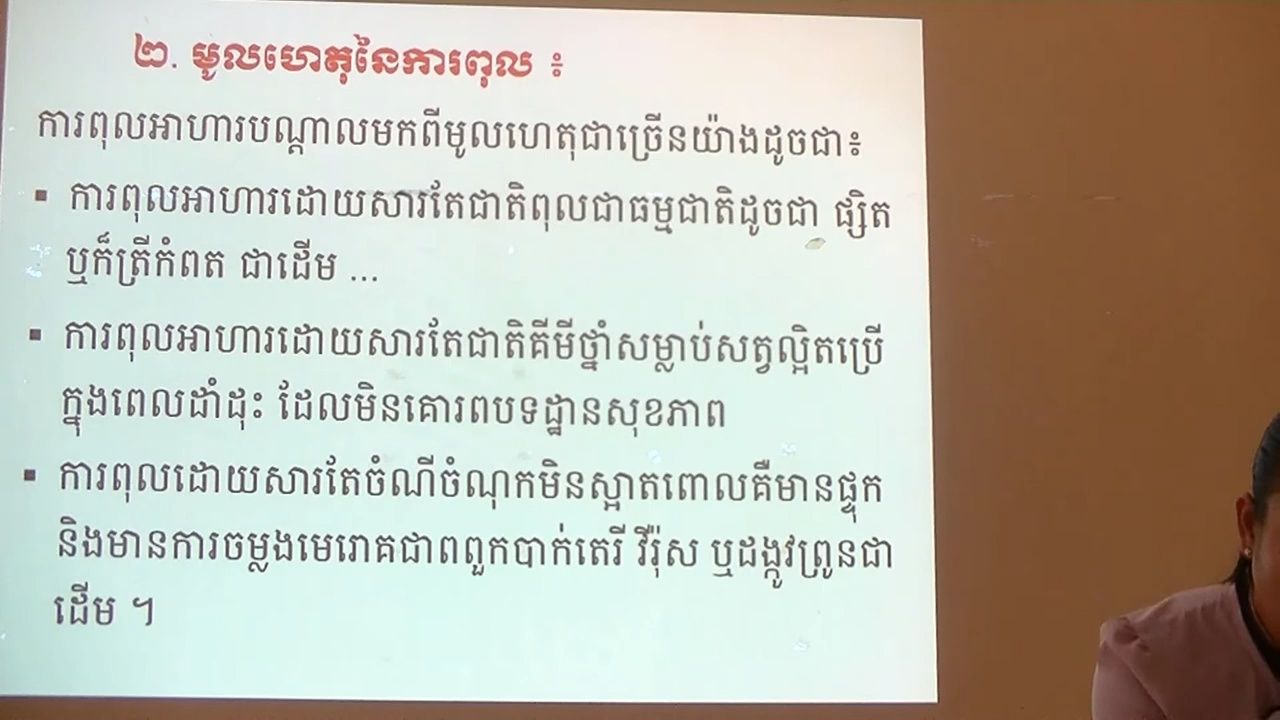 ២. មូលហេតុនៃការពុល ៖
ការពុលអាហារបណ្តាលមកពីមូលហេតុជាច្រើនយ៉ាងដូចជា៖
▪ ការពុលអាហារដោយសារតែជាតិពុលជាធម្មជាតិដូចជា ផ្សិត
ឬក៏ត្រីកំពត ជាដើម ...
▪ ការពុលអាហារដោយសារតែជាតិគីមីថ្នាំសម្លាប់សត្វល្អិតប្រើ
ក្នុងពេលដាំដុះ ដែលមិនគោរពបទដ្ឋានសុខភាព
▪ ការពុលដោយសារតែចំណីចំណុកមិនស្អាតពោលគឺមានផ្ទុក
និងមានការចម្លងមេរោគជាពពួកបាក់តេរី វីរ៉ុស ឬដង្កូវព្រូនជា
ដើម ។